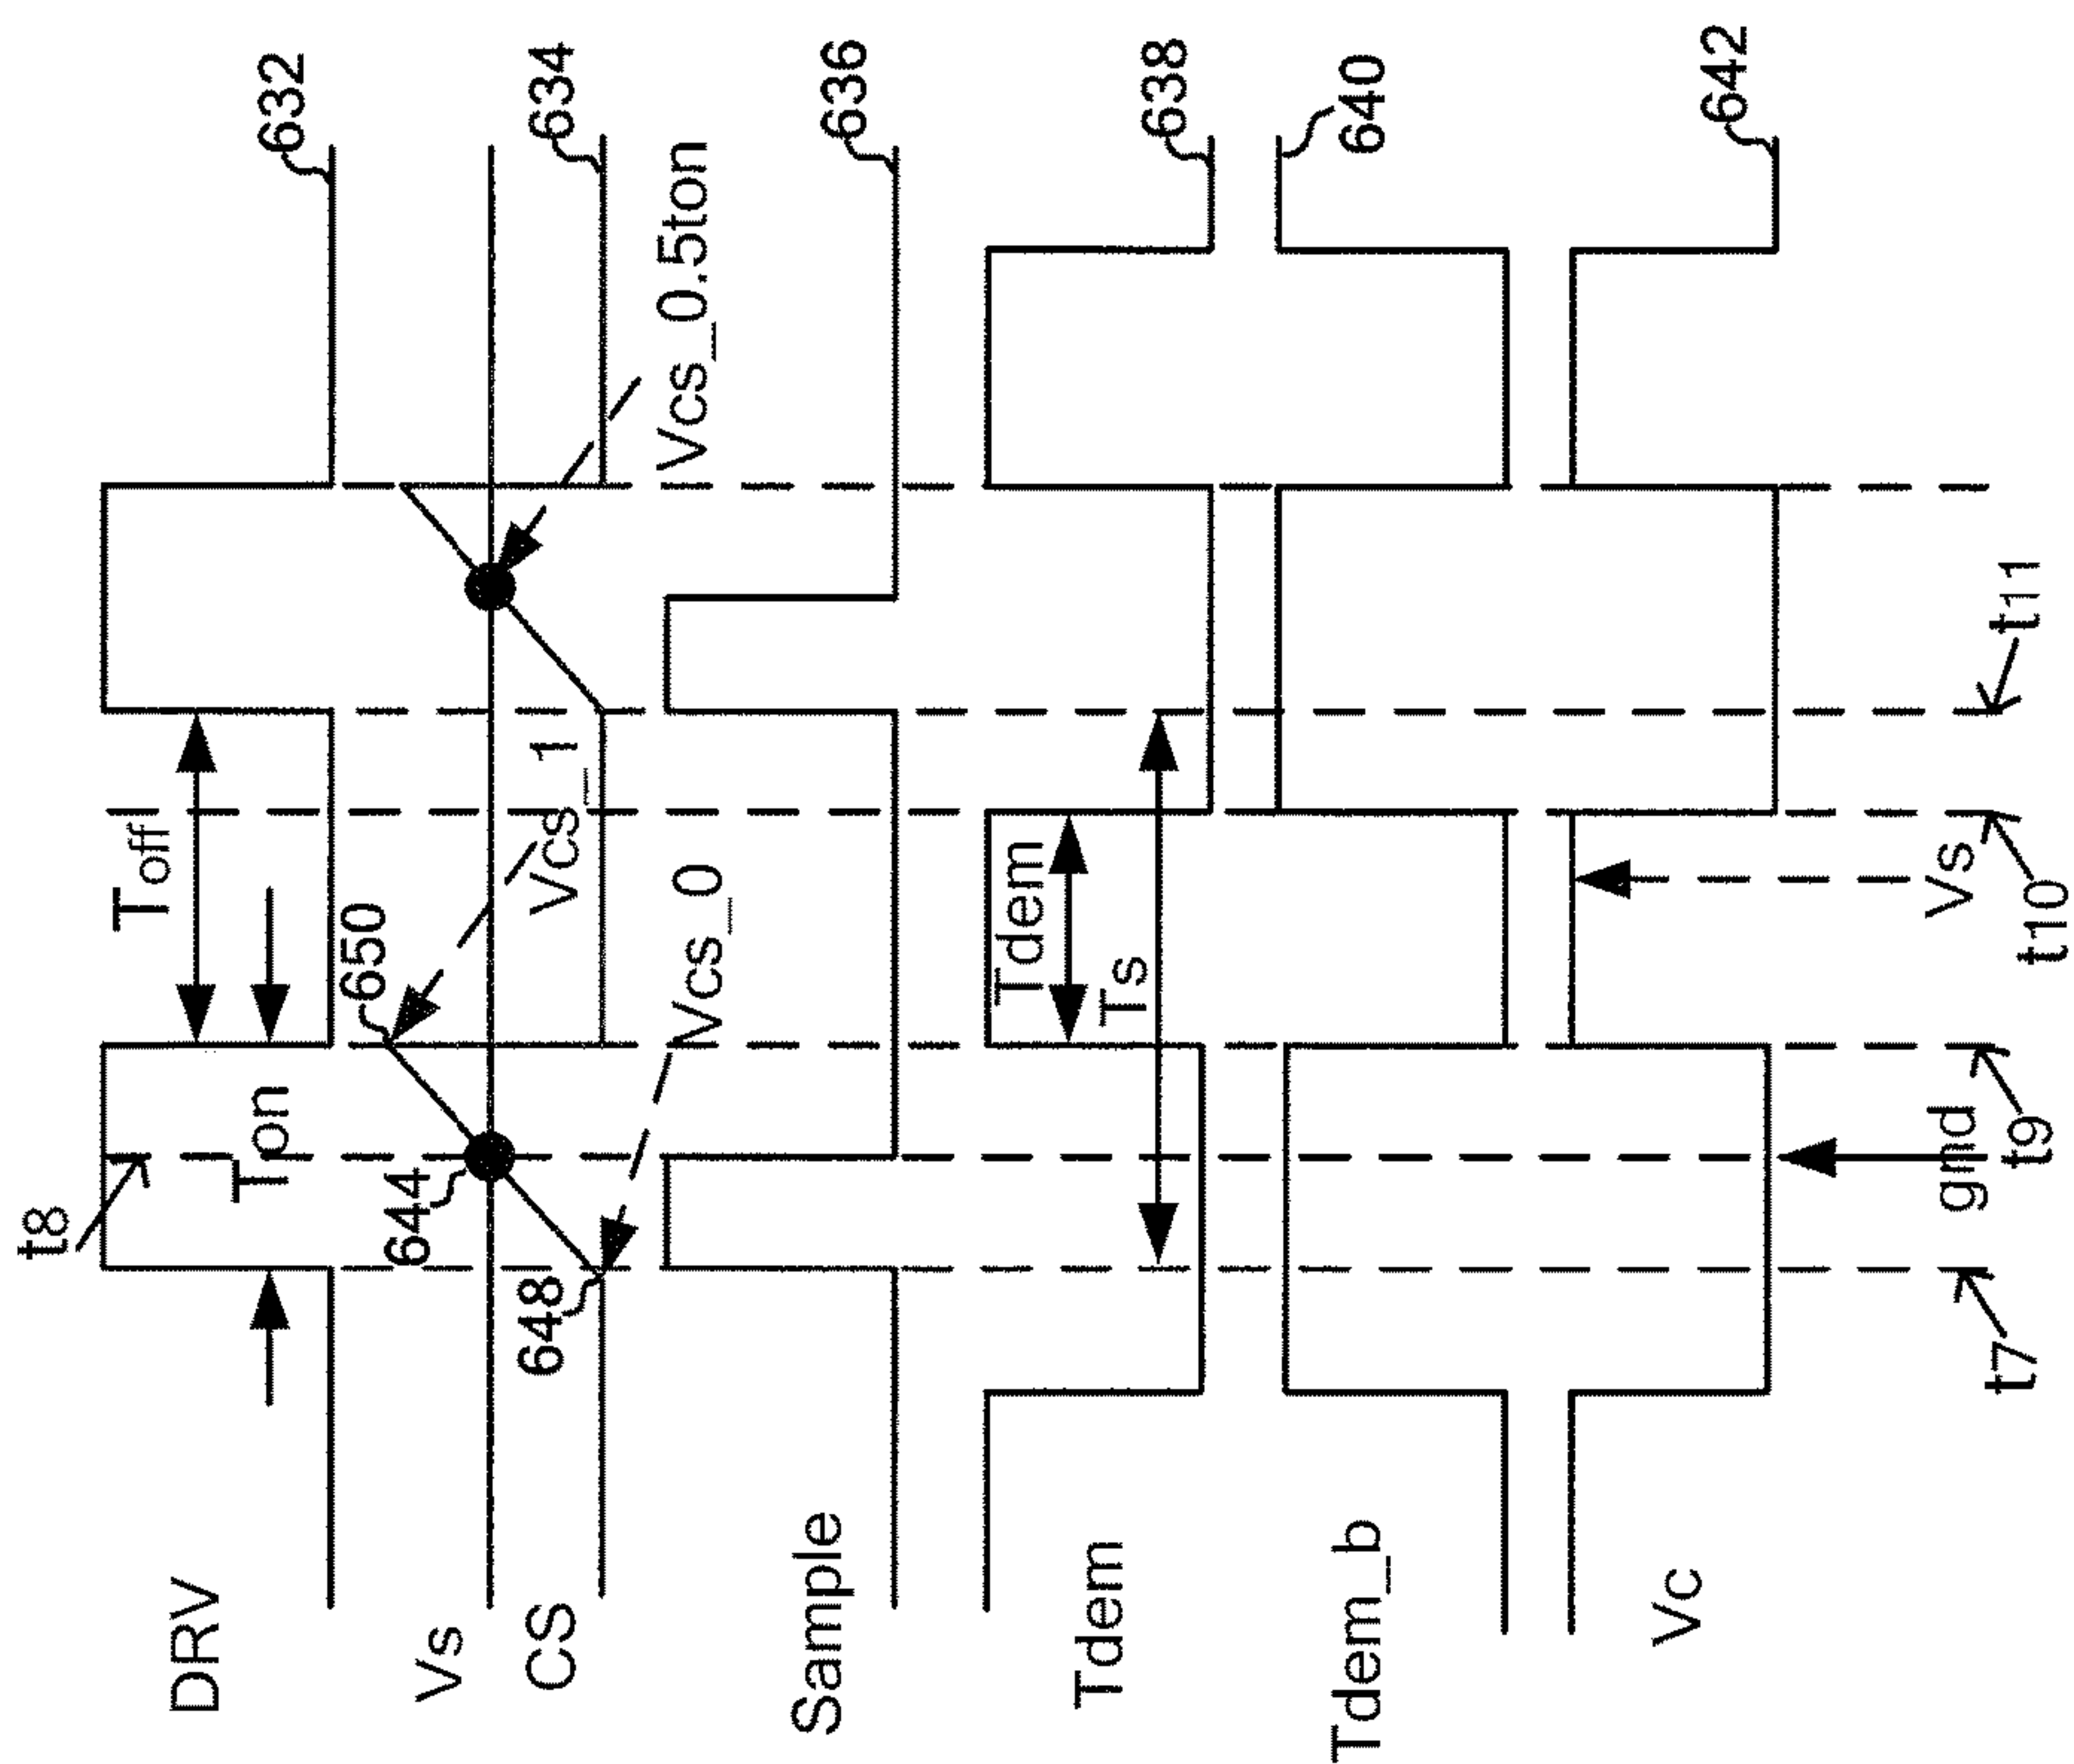 t8
DRV
Ton
Toff
632
Vs
644
650
CS
648
Vcs_1
634
Vcs_0
Vcs_0.5ton
Sample
636
Tdem
Tdem
Ts
638
Tdem_b
640
Vc
642
gnd
Vs
t7
t9
t10
t11